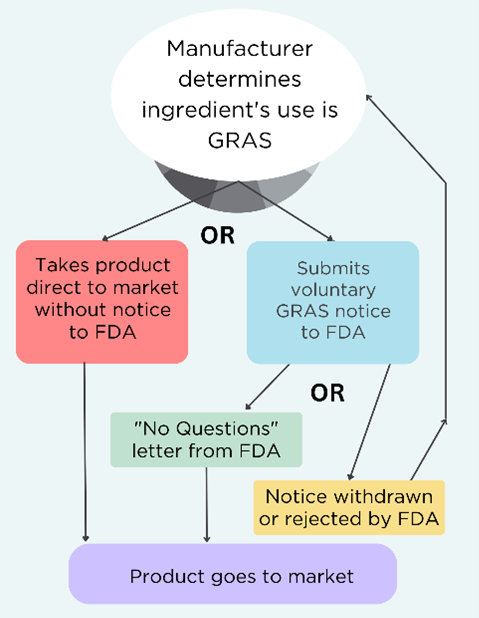 Manufacturer
determines
ingredient's use is
GRAS
OR
Takes product
direct to market
without notice
to FDA
Submits
voluntary
GRAS notice
to FDA
OR
"No Questions"
letter from FDA
Notice withdrawn
or rejected by FDA
Product goes to market